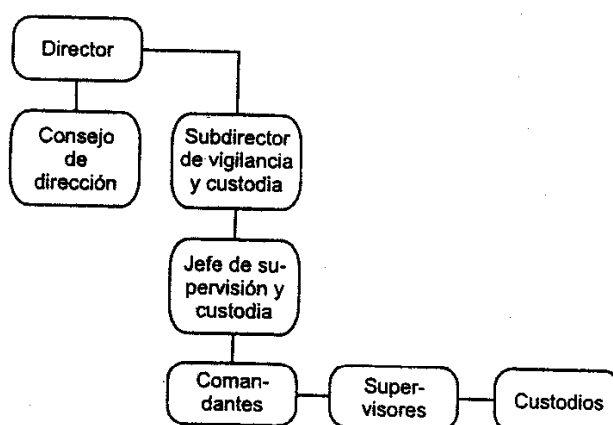 Director
Consejo
de
dirección
Subdirector
de vigilancia
y custodia
Jefe de su-
pervisión y
custodia
Coman-
dantes
Super-
visores
Custodios